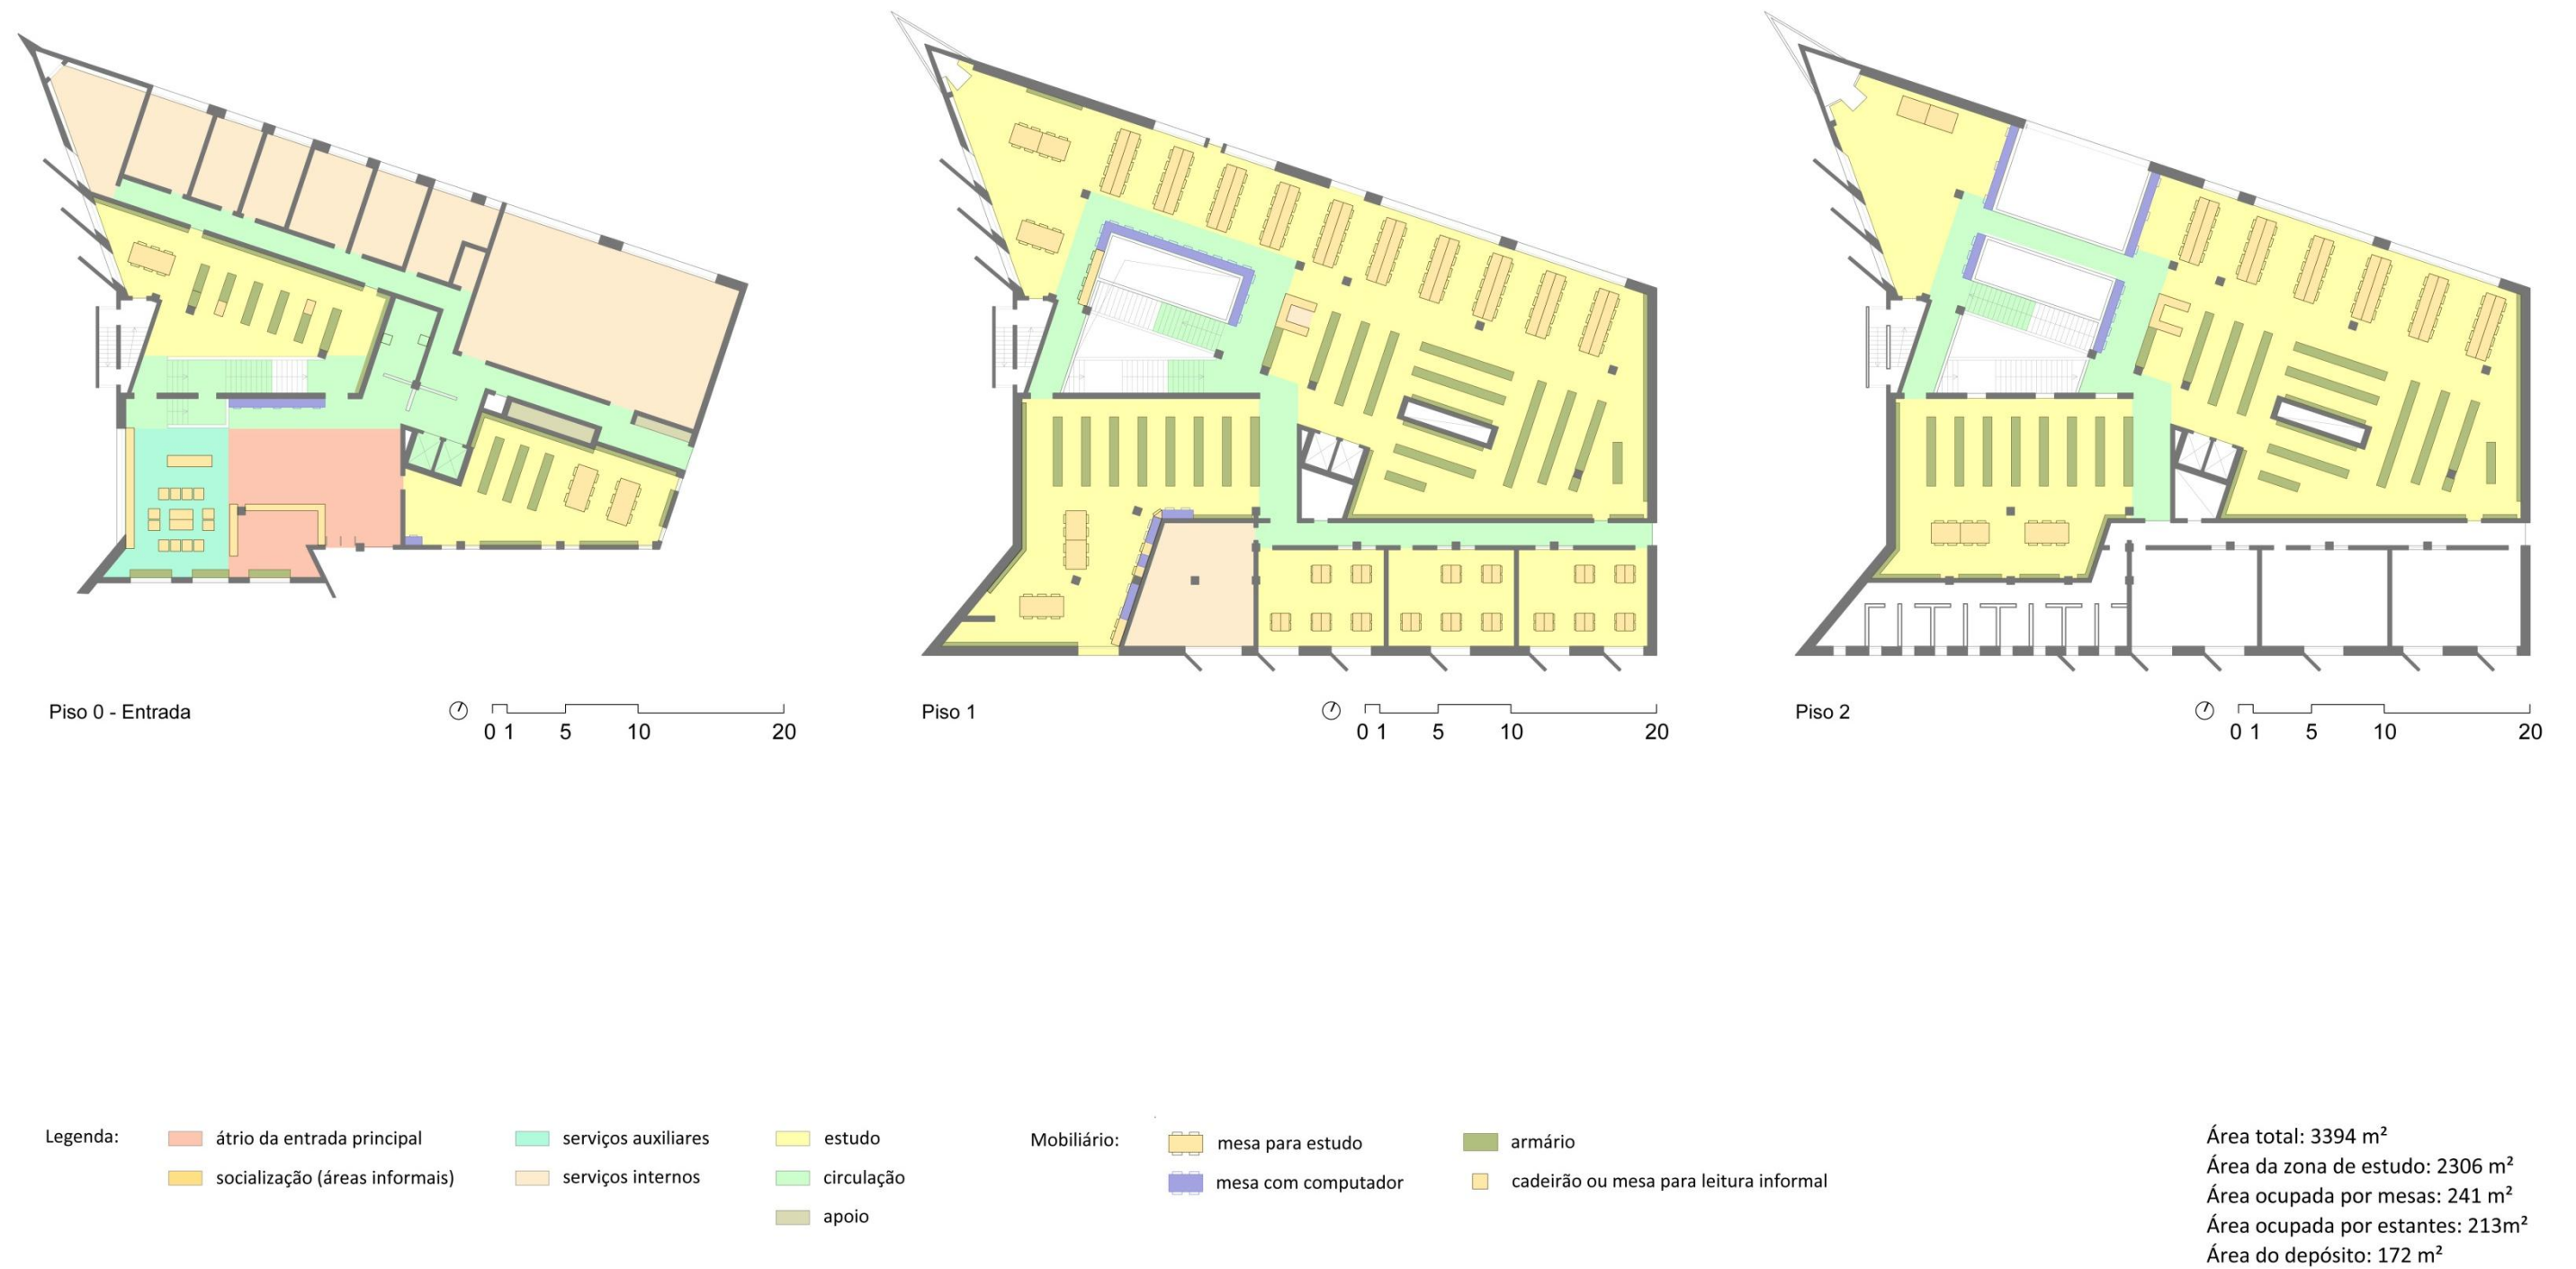 Piso 0 - Entrada
0 1 5 10 20
Piso 1
0 1 5 10 20
Piso 2
0 1 5 10 20
Legenda:
átrio da entrada principal
socialização (áreas informais)
serviços auxiliares
serviços internos
estudo
circulação
apoio
Mobiliário:
mesa para estudo
mesa com computador
armário
cadeirão ou mesa para leitura informal
Área total: 3394 m²
Área da zona de estudo: 2306 m²
Área ocupada por mesas: 241 m²
Área ocupada por estantes: 213m²
Área do depósito: 172 m²